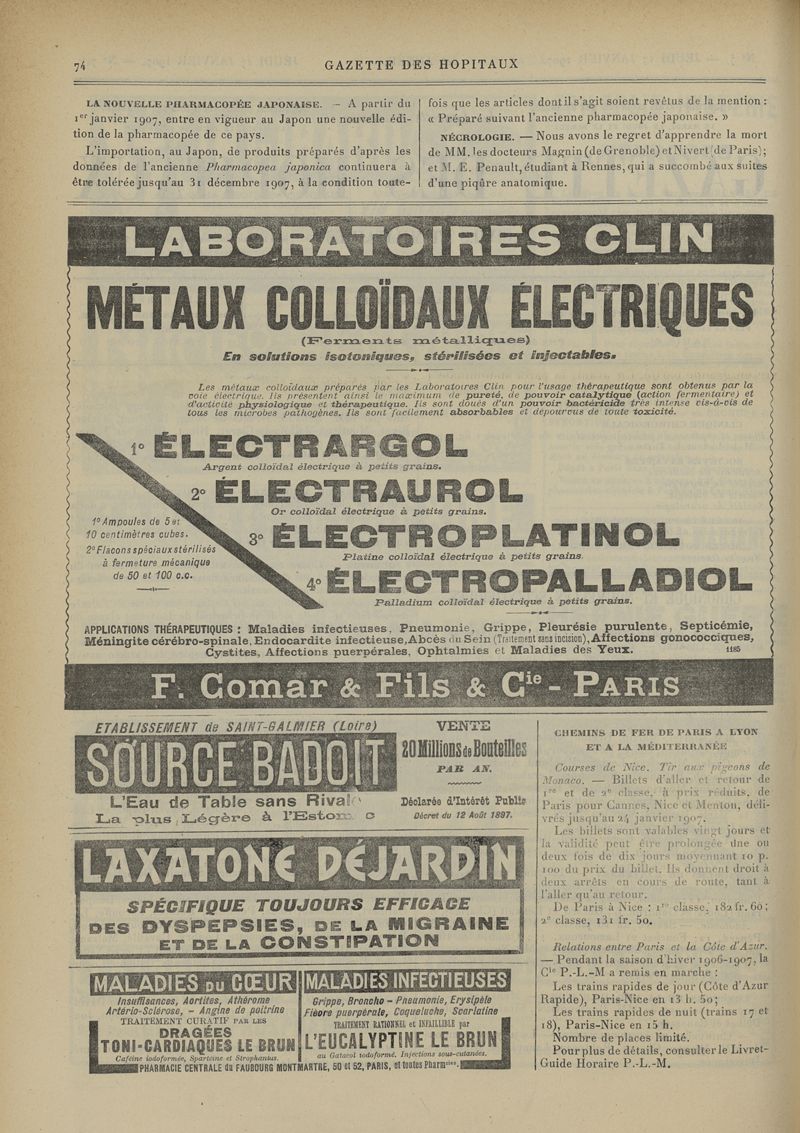 74
GAZETTE DES HOPITAUX
LA NOUVELLE PHARMACOPÉE JAPONAISE. — A partir du
1er janvier 1907, entre en vigueur au Japon une nouvelle édi-
tion de la pharmacopée de ce pays.
L'importation, au Japon, de produits préparés d'après les
données de l'ancienne Pharmacopea japonica continuera à
être tolérée jusqu'au 31 décembre 1907, à la condition toute-
fois que les articles dont il s'agit soient revêtus de la mention :
« Préparé suivant l'ancienne pharmacopée japonaise. »
NÉCROLOGIE. — Nous avons le regret d'apprendre la mort
de MM. les docteurs Magnin (de Grenoble) et Nivert (de Paris);
et M. E. Penault, étudiant à Rennes, qui a succombé aux suites
d'une piqûre anatomique.
LABORATOIRES CLIN
MÉTAUX COLLOÏDAUX ÉLECTRIQUES
(Ferments métalliques)
En solutions isotoniques, stérilisées et injectables.
Les métaux colloïdaux préparés par les Laboratoires Clin pour l'usage thérapeutique sont obtenus par la
voie électrique. Ils présentent ainsi le maximum de pureté, de pouvoir catalytique (action fermentaire) et
d'activité physiologique et thérapeutique. Ils sont doués d'un pouvoir bactéricide très intense vis-à-vis de
tous les microbes pathogènes. Ils sont facilement absorbables et dépourvus de toute toxicité.
1° ÉLECTRARGOL
Argent colloïdal électrique à petits grains.
2° ÉLECTRAUROL
Or colloïdal électrique à petits grains.
3° ÉLECTROPLATINOL
Platine colloïdal électrique à petits grains.
4° ÉLECTROPALLADIOL
Palladium colloïdal électrique à petits grains.
1° Ampoules de 5 et
10 centimètres cubes.
2° Flacons spéciaux stérilisés
à fermeture mécanique
de 50 et 100 c.c.
APPLICATIONS THÉRAPEUTIQUES : Maladies infectieuses, Pneumonie, Grippe, Pleurésie purulente, Septicémie,
Méningite cérébro-spinale, Endocardite infectieuse, Abcès du Sein (Traitement sans incision), Affections gonococciques,
Cystites, Affections puerpérales, Ophtalmies et Maladies des Yeux.
1185
F. Comar & Fils & Cie - PARIS
ETABLISSEMENT de SAINT-GALMIER (Loire)
SOURCE BADOIT
L'Eau de Table sans Rivale
La plus Légère à l'Estom c
VENTE
20 Millions de Bouteilles
PAR AN.
Déclarée d'Intérêt Public
Décret du 12 Août 1897.
LAXATONE DÉJARDIN
SPÉCIFIQUE TOUJOURS EFFICACE
DES DYSPEPSIES, DE LA MIGRAINE
ET DE LA CONSTIPATION
MALADIES DU CŒUR
Insuffisances, Aortites, Athérome
Artério-Sclérose, - Angine de poitrine
TRAITEMENT CURATIF PAR LES
DRAGÉES
TONI-CARDIAQUES LE BRUN
Caféine iodoformée, Spartéine et Strophantus.
MALADIES INFECTIEUSES
Grippe, Broncho-Pneumonie, Erysipèle
Fièvre puerpérale, Coqueluche, Scarlatine
TRAITEMENT RATIONNEL et INFAILLIBLE par
L'EUCALYPTINE LE BRUN
au Gaïacol iodoformé. Injections sous-cutanées.
PHARMACIE CENTRALE du FAUBOURG MONTMARTRE, 50 et 52, PARIS, et toutes Pharmcies.
CHEMINS DE FER DE PARIS A LYON
ET A LA MÉDITERRANÉE
Courses de Nice. Tir aux pigeons de
Monaco. — Billets d'aller et retour de
1re et de 2e classe, à prix réduits, de
Paris pour Cannes, Nice et Menton, déli-
vrés jusqu'au 24 janvier 1907.
Les billets sont valables vingt jours et
la validité peut être prolongée une ou
deux fois de dix jours moyennant 10 p.
100 du prix du billet. Ils donnent droit à
deux arrêts en cours de route, tant à
l'aller qu'au retour.
De Paris à Nice : 1re classe, 182 fr. 60;
2e classe, 131 fr. 50.
Relations entre Paris et la Côte d'Azur.
— Pendant la saison d'hiver 1906-1907, la
Cie P.-L.-M a remis en marche :
Les trains rapides de jour (Côte d'Azur
Rapide), Paris-Nice en 13 h. 50;
Les trains rapides de nuit (trains 17 et
18), Paris-Nice en 15 h.
Nombre de places limité.
Pour plus de détails, consulter le Livret-
Guide Horaire P.-L.-M.